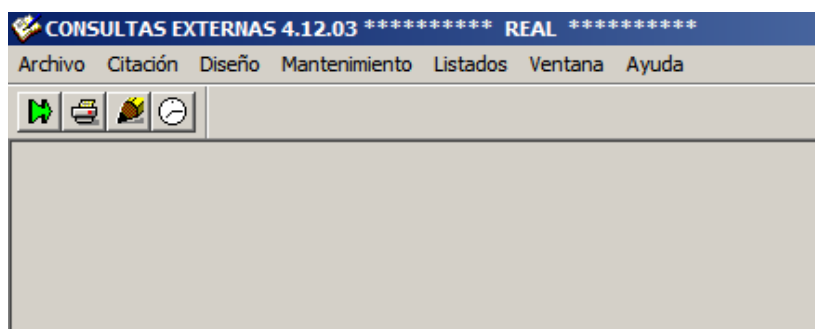 CONSULTAS EXTERNAS 4.12.03 ********** REAL **********
Archivo Citación Diseño Mantenimiento Listados Ventana Ayuda